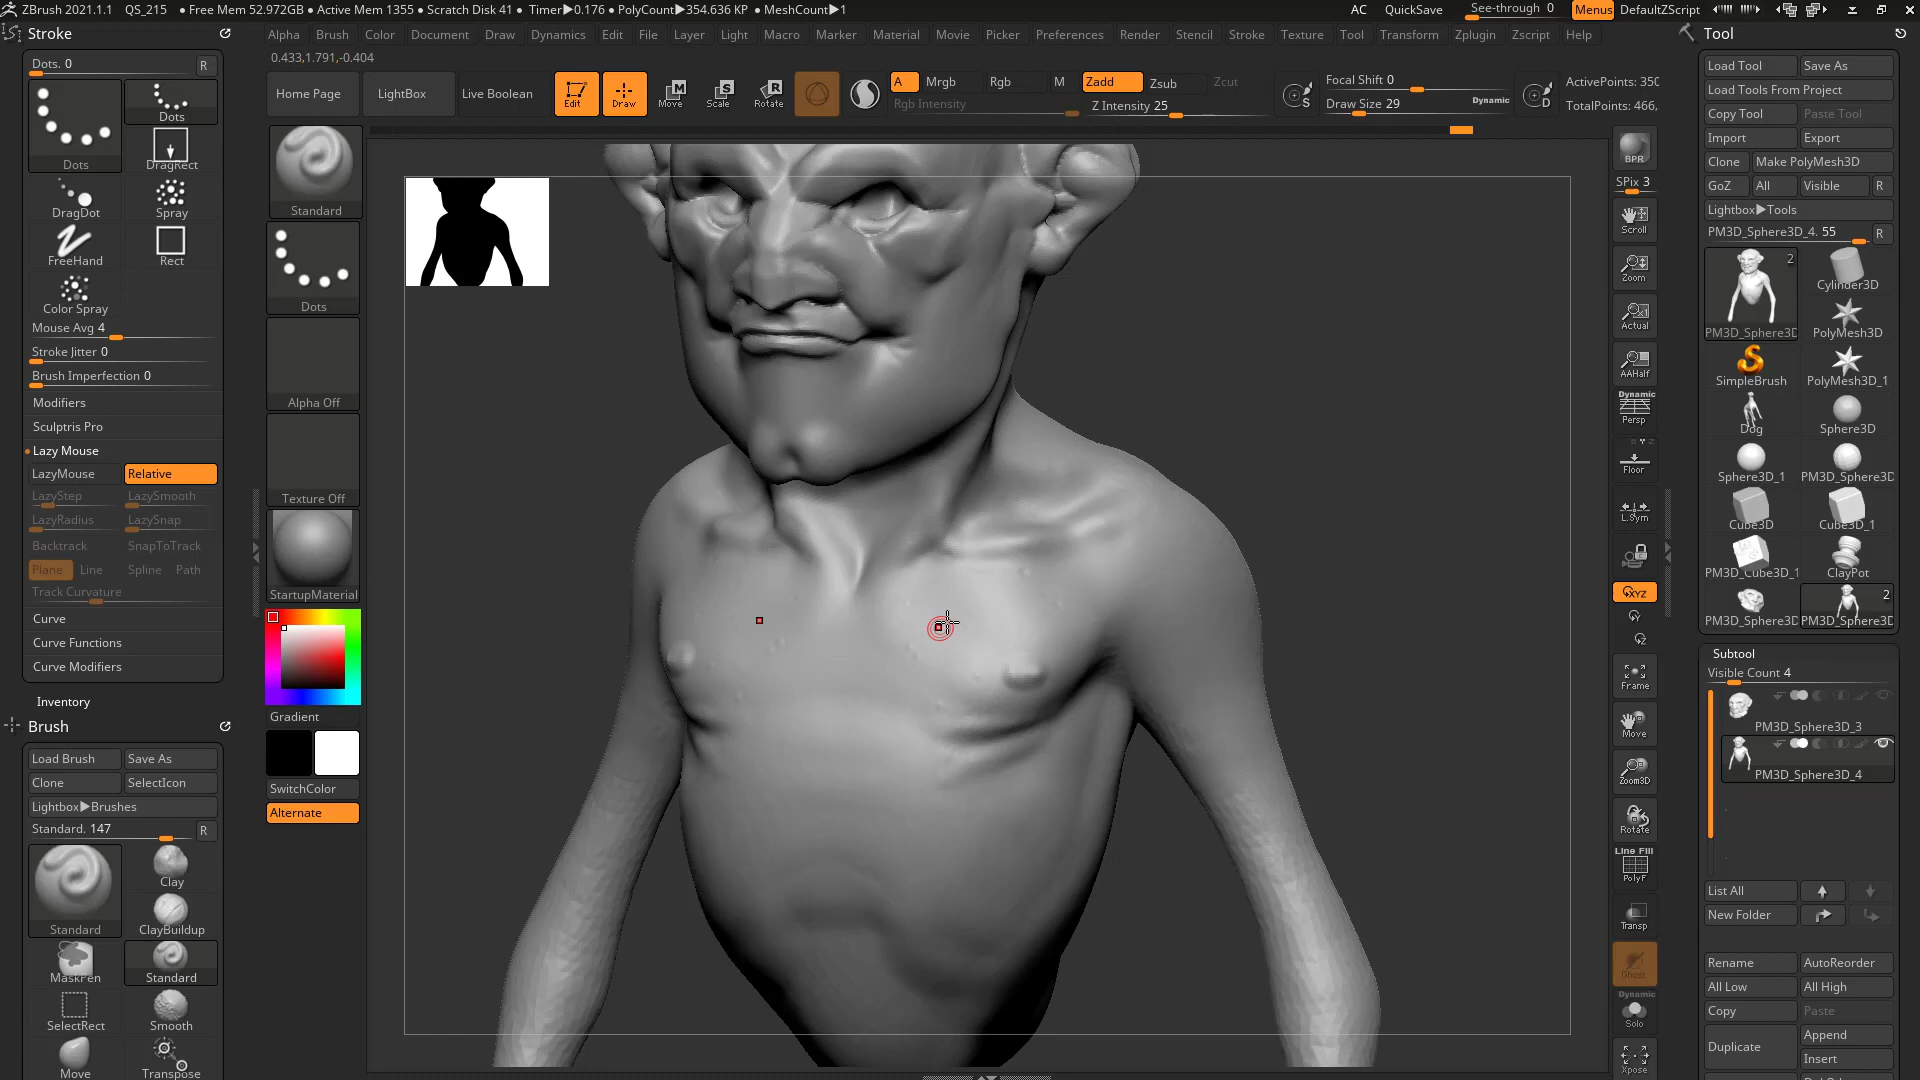 ZBrush 2021.1.1 QS_215 • Free Mem 52.972GB • Active Mem 1355 • Scratch Disk 41 • Timer▶0.176 • PolyCount▶354.636 KP • MeshCount▶1 AC QuickSave See-through 0 Menus DefaultZScript
Stroke
Alpha Brush Color Document Draw Dynamics Edit File Layer Light Macro Marker Material Movie Picker Preferences Render Stencil Stroke Texture Tool Transform Zplugin Zscript Help
Tool
0.433,1.791,-0.404
Dots. 0 R
Dots
Dots
DragRect
DragDot Spray
FreeHand Rect
Color Spray
Mouse Avg 4
Stroke Jitter 0
Brush Imperfection 0
Modifiers
Sculptris Pro
Lazy Mouse
LazyMouse Relative
LazyStep LazySmooth
LazyRadius LazySnap
Backtrack SnapToTrack
Plane Line Spline Path
Track Curvature
Curve
Curve Functions
Curve Modifiers
Inventory
Brush
Load Brush Save As
Clone SelectIcon
Lightbox▶Brushes
Standard. 147 R
Clay
Standard ClayBuildup
MaskPen Standard
SelectRect Smooth
Move Transpose
Home Page LightBox Live Boolean Edit Draw Move Scale Rotate
A Mrgb Rgb M Zadd Zsub Zcut
Rgb Intensity Z Intensity 25
S Focal Shift 0
Draw Size 29 Dynamic D
ActivePoints: 350
TotalPoints: 466,
Standard
Dots
Alpha Off
Texture Off
StartupMaterial
Gradient
SwitchColor
Alternate
BPR
SPix 3
Scroll
Zoom
Actual
AAHalf
Dynamic
Persp
Floor
L.Sym
XYZ
Frame
Move
Zoom3D
Rotate
Line Fill
PolyF
Transp
Ghost
Dynamic
Solo
Xpose
Load Tool Save As
Load Tools From Project
Copy Tool Paste Tool
Import Export
Clone Make PolyMesh3D
GoZ All Visible R
Lightbox▶Tools
PM3D_Sphere3D_4. 55 R
2
Cylinder3D
PM3D_Sphere3D PolyMesh3D
SimpleBrush PolyMesh3D_1
Dog Sphere3D
Sphere3D_1 PM3D_Sphere3D
Cube3D Cube3D_1
PM3D_Cube3D_1 ClayPot
2
PM3D_Sphere3D PM3D_Sphere3D
Subtool
Visible Count 4
PM3D_Sphere3D_3
PM3D_Sphere3D_4
List All
New Folder
Rename AutoReorder
All Low All High
Copy Paste
Duplicate Append
Insert